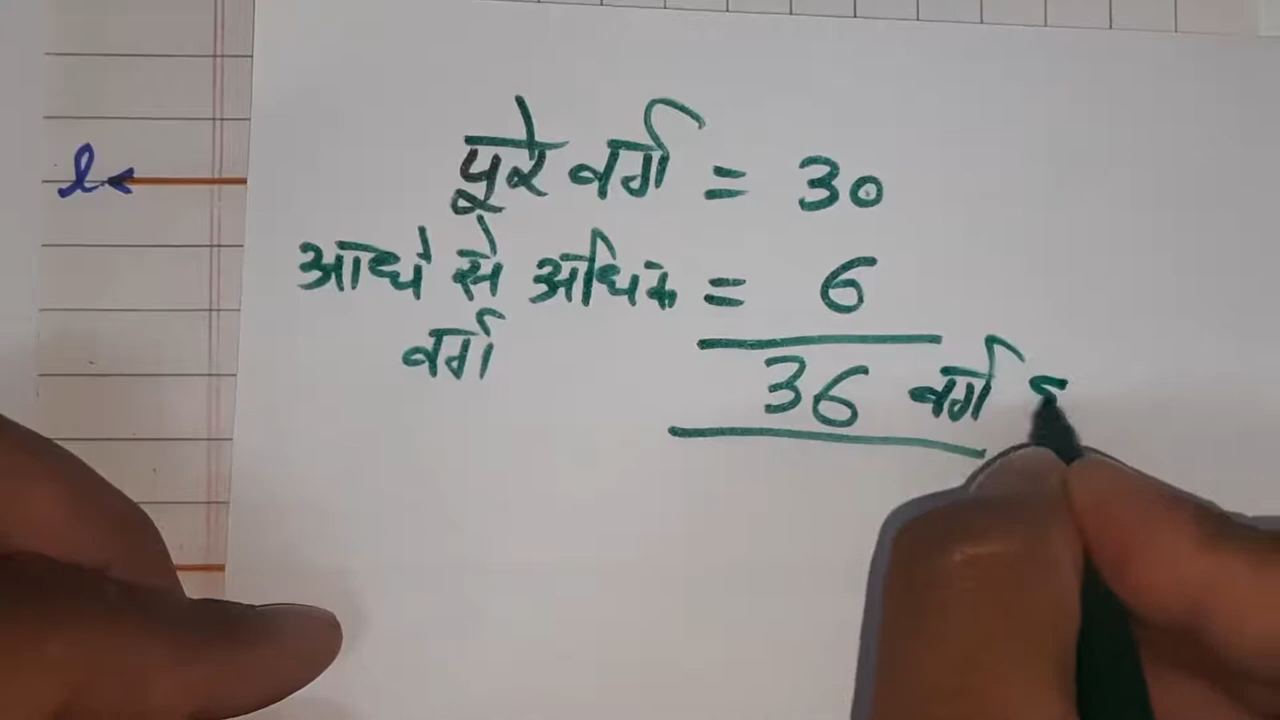 l
पूरे वर्ग = 30
आधे से अधिक = 6
वर्ग
36 वर्ग